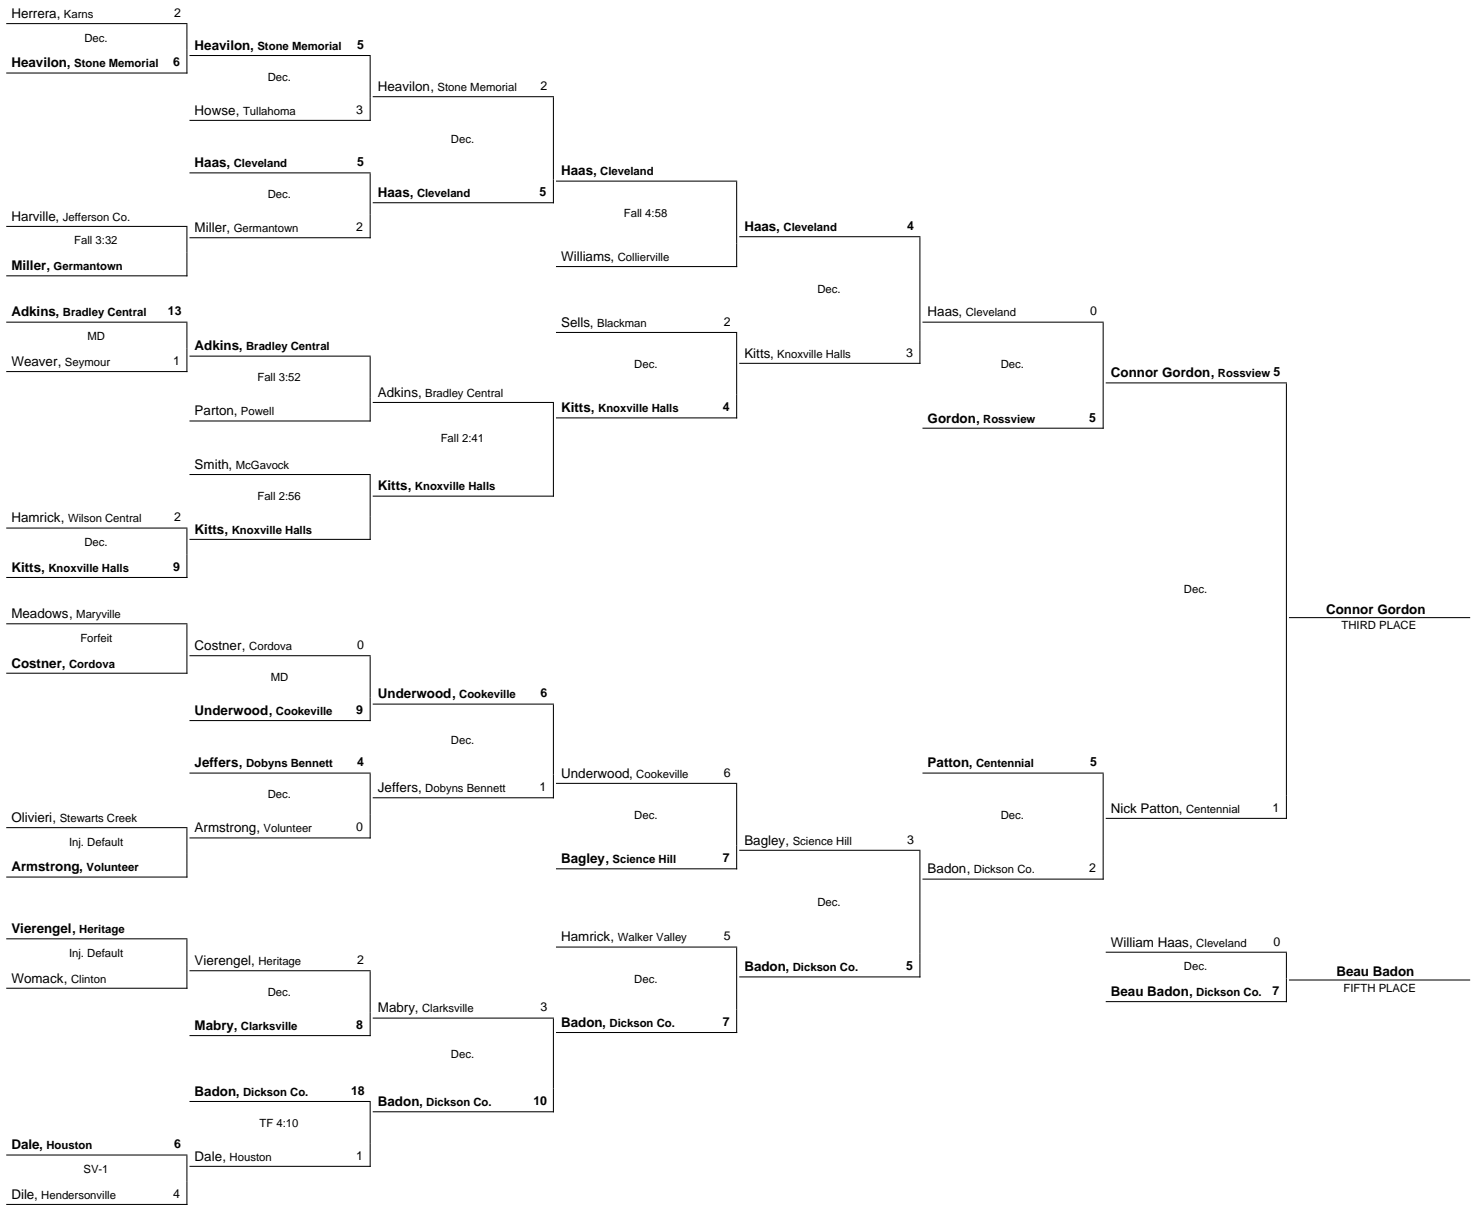 Herrera, Karns 2
Dec.
Heavilon, Stone Memorial 6
Harville, Jefferson Co.
Fall 3:32
Miller, Germantown
Adkins, Bradley Central 13
MD
Weaver, Seymour 1
Hamrick, Wilson Central 2
Dec.
Kitts, Knoxville Halls 9
Meadows, Maryville
Forfeit
Costner, Cordova
Olivieri, Stewarts Creek
Inj. Default
Armstrong, Volunteer
Vierengel, Heritage
Inj. Default
Womack, Clinton
Dale, Houston 6
SV-1
Dile, Hendersonville 4
Heavilon, Stone Memorial 5
Dec.
Howse, Tullahoma 3
Haas, Cleveland 5
Dec.
Miller, Germantown 2
Adkins, Bradley Central
Fall 3:52
Parton, Powell
Smith, McGavock
Fall 2:56
Kitts, Knoxville Halls
Costner, Cordova 0
MD
Underwood, Cookeville 9
Jeffers, Dobyns Bennett 4
Dec.
Armstrong, Volunteer 0
Vierengel, Heritage 2
Dec.
Mabry, Clarksville 8
Badon, Dickson Co. 18
TF 4:10
Dale, Houston 1
Heavilon, Stone Memorial 2
Dec.
Haas, Cleveland 5
Adkins, Bradley Central
Fall 2:41
Kitts, Knoxville Halls
Underwood, Cookeville 6
Dec.
Jeffers, Dobyns Bennett 1
Mabry, Clarksville 3
Dec.
Badon, Dickson Co. 10
Haas, Cleveland
Fall 4:58
Williams, Collierville
Sells, Blackman 2
Dec.
Kitts, Knoxville Halls 4
Underwood, Cookeville 6
Dec.
Bagley, Science Hill 7
Hamrick, Walker Valley 5
Dec.
Badon, Dickson Co. 7
Haas, Cleveland 4
Dec.
Kitts, Knoxville Halls 3
Bagley, Science Hill 3
Dec.
Badon, Dickson Co. 5
Haas, Cleveland 0
Dec.
Gordon, Rossview 5
Patton, Centennial 5
Dec.
Badon, Dickson Co. 2
Connor Gordon, Rossview 5
Dec.
Nick Patton, Centennial 1
William Haas, Cleveland 0
Dec.
Beau Badon, Dickson Co. 7
Connor Gordon
THIRD PLACE
Beau Badon
FIFTH PLACE